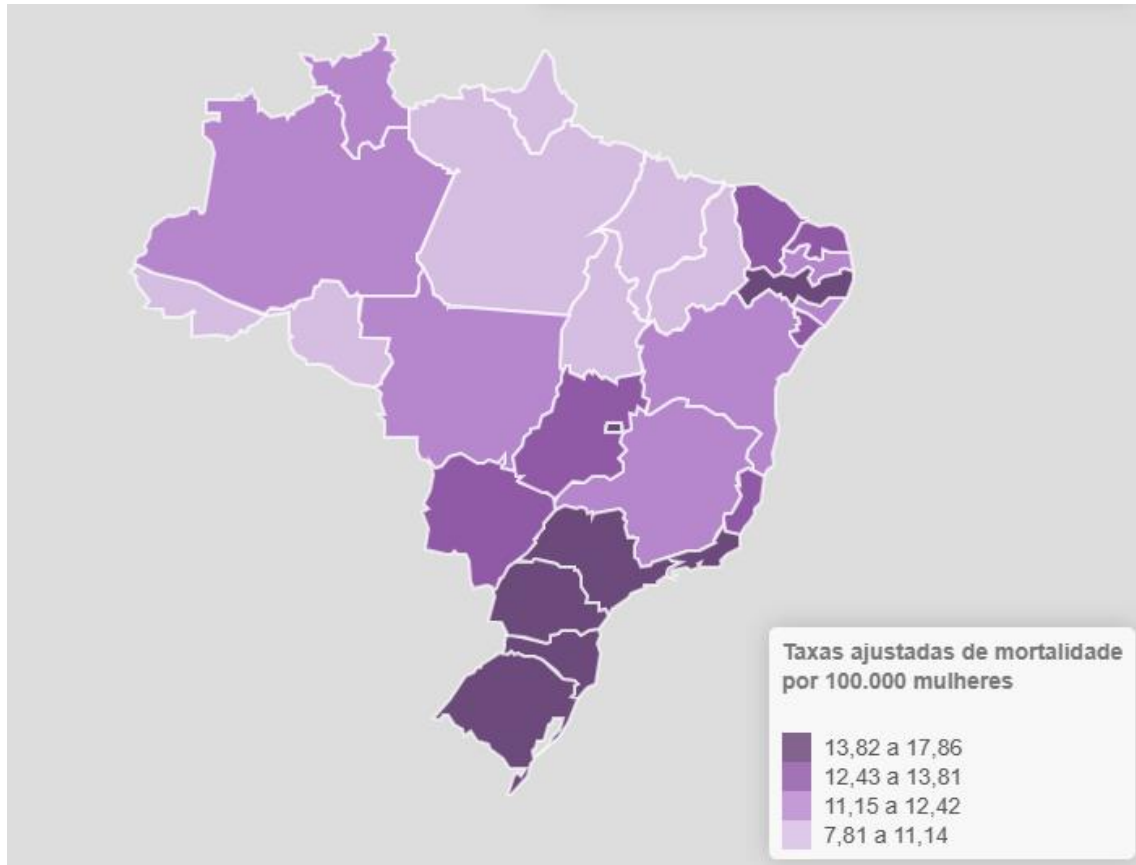 Taxas ajustadas de mortalidade
por 100.000 mulheres
13,82 a 17,86
12,43 a 13,81
11,15 a 12,42
7,81 a 11,14